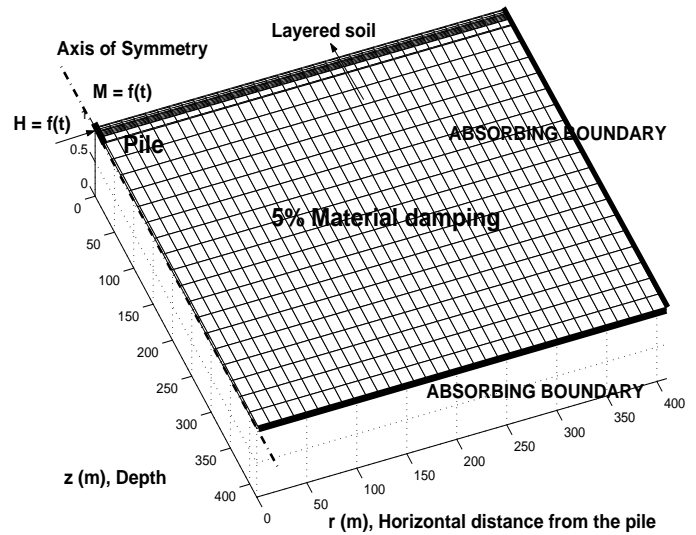 Layered soil
Axis of Symmetry
M = f(t)
H = f(t)
ABSORBING BOUNDARY
Pile
0.5
0
0
50
100
150
200
250
300
350
400
5% Material damping
ABSORBING BOUNDARY
0
50
100
150
200
250
300
350
400
z (m), Depth
r (m), Horizontal distance from the pile